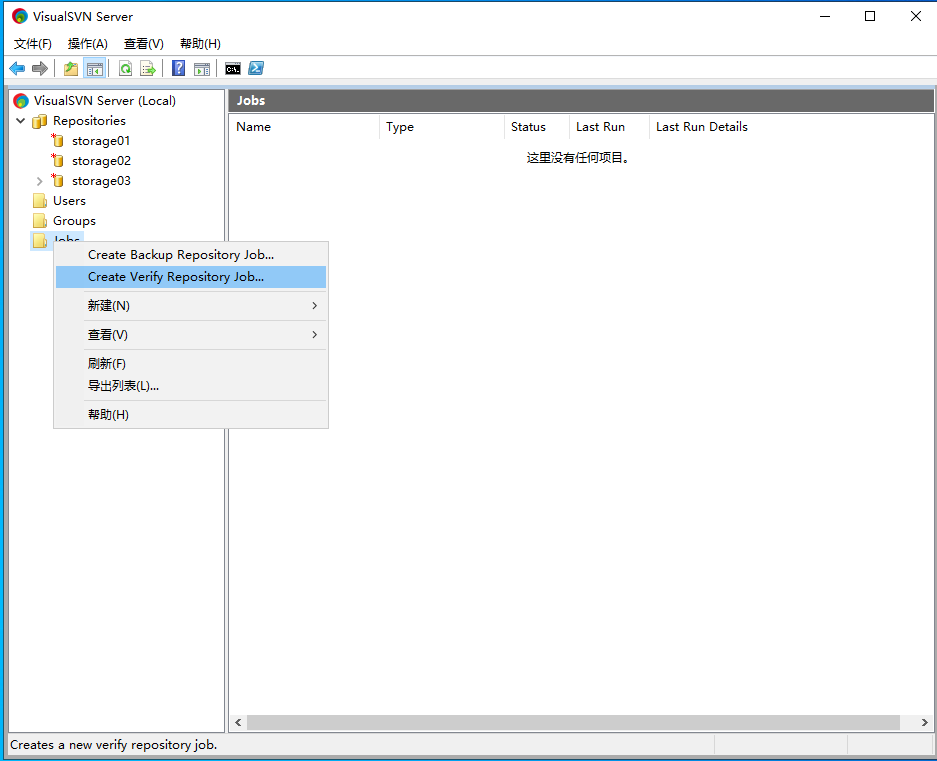 VisualSVN Server
文件(F) 操作(A) 查看(V) 帮助(H)
VisualSVN Server (Local)
Repositories
storage01
storage02
storage03
Users
Groups
Jobs
Create Backup Repository Job...
Create Verify Repository Job...
新建(N)
查看(V)
刷新(F)
导出列表(L)...
帮助(H)
Jobs
Name Type Status Last Run Last Run Details
这里没有任何项目。
Creates a new verify repository job.